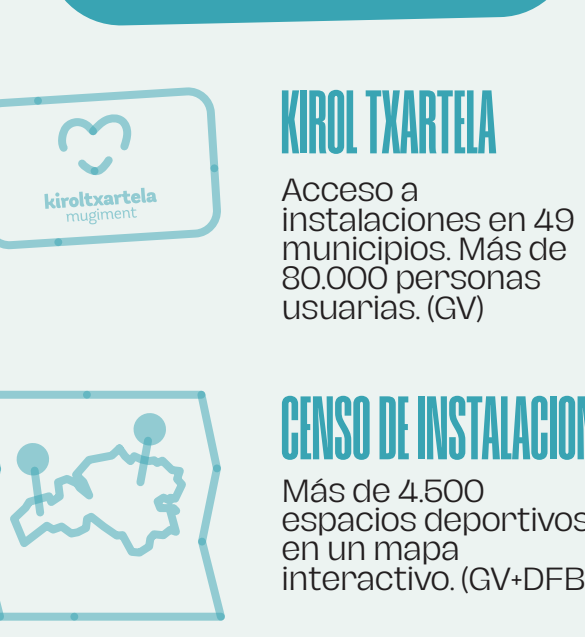 kiroltxartela
mugiment
KIROL TXARTELA
Acceso a
instalaciones en 49
municipios. Más de
80.000 personas
usuarias. (GV)
CENSO DE INSTALACION
Más de 4.500
espacios deportivos
en un mapa
interactivo. (GV+DFB